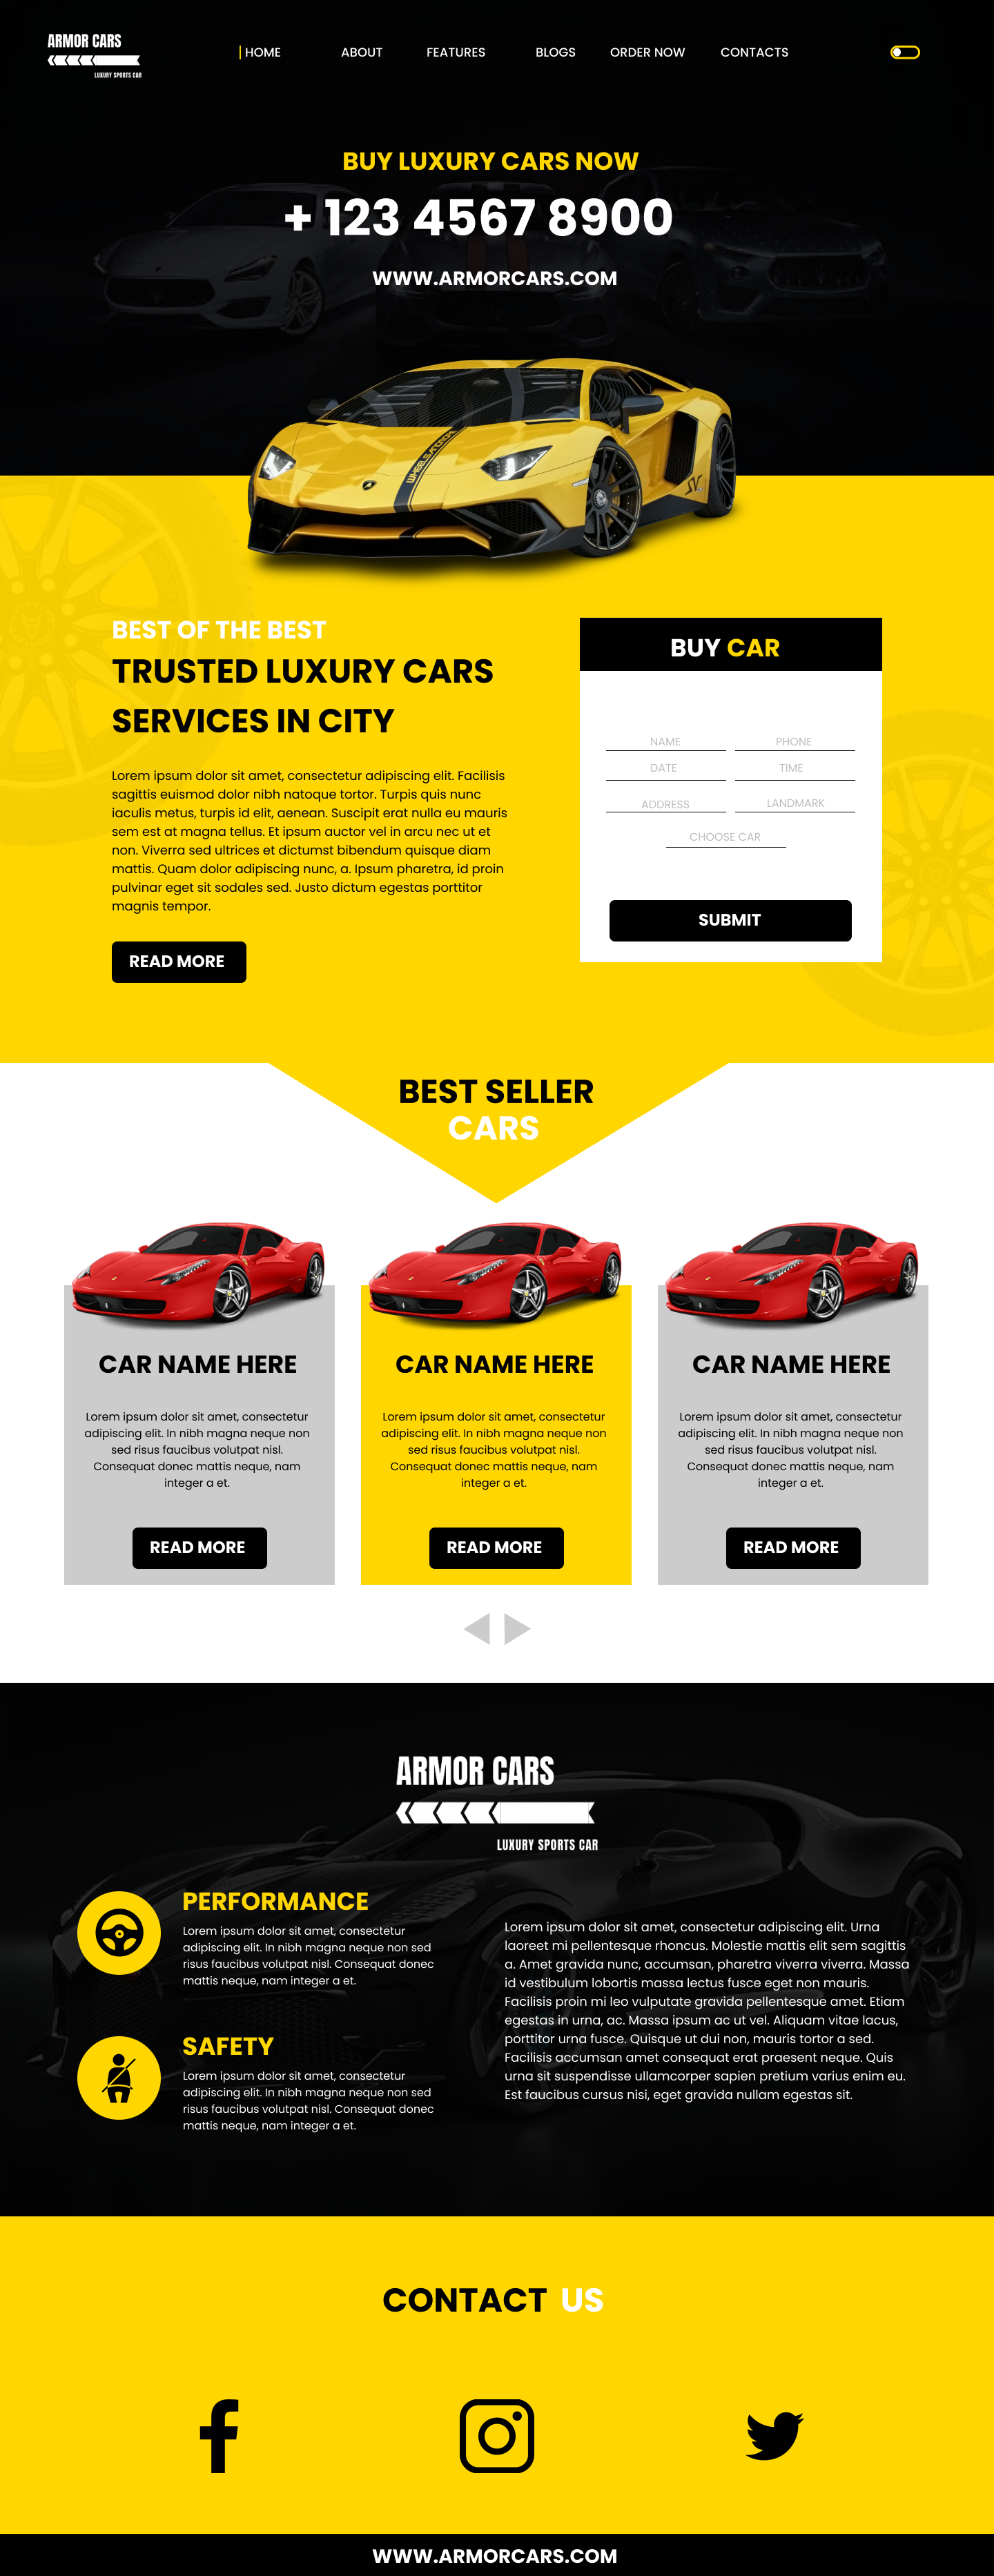 ARMOR CARS
LUXURY SPORTS CAR
HOME ABOUT FEATURES BLOGS ORDER NOW CONTACTS
BUY LUXURY CARS NOW
+ 123 4567 8900
WWW.ARMORCARS.COM
SV
BEST OF THE BEST
TRUSTED LUXURY CARS
SERVICES IN CITY
Lorem ipsum dolor sit amet, consectetur adipiscing elit. Facilisis
sagittis euismod dolor nibh natoque tortor. Turpis quis nunc
iaculis metus, turpis id elit, aenean. Suscipit erat nulla eu mauris
sem est at magna tellus. Et ipsum auctor vel in arcu nec ut et
non. Viverra sed ultrices et dictumst bibendum quisque diam
mattis. Quam dolor adipiscing nunc, a. Ipsum pharetra, id proin
pulvinar eget sit sodales sed. Justo dictum egestas porttitor
magnis tempor.
READ MORE
BUY CAR
NAME PHONE
DATE TIME
ADDRESS LANDMARK
CHOOSE CAR
SUBMIT
BEST SELLER
CARS
CAR NAME HERE
Lorem ipsum dolor sit amet, consectetur
adipiscing elit. In nibh magna neque non
sed risus faucibus volutpat nisl.
Consequat donec mattis neque, nam
integer a et.
READ MORE
CAR NAME HERE
Lorem ipsum dolor sit amet, consectetur
adipiscing elit. In nibh magna neque non
sed risus faucibus volutpat nisl.
Consequat donec mattis neque, nam
integer a et.
READ MORE
CAR NAME HERE
Lorem ipsum dolor sit amet, consectetur
adipiscing elit. In nibh magna neque non
sed risus faucibus volutpat nisl.
Consequat donec mattis neque, nam
integer a et.
READ MORE
ARMOR CARS
LUXURY SPORTS CAR
PERFORMANCE
Lorem ipsum dolor sit amet, consectetur
adipiscing elit. In nibh magna neque non sed
risus faucibus volutpat nisl. Consequat donec
mattis neque, nam integer a et.
SAFETY
Lorem ipsum dolor sit amet, consectetur
adipiscing elit. In nibh magna neque non sed
risus faucibus volutpat nisl. Consequat donec
mattis neque, nam integer a et.
Lorem ipsum dolor sit amet, consectetur adipiscing elit. Urna
laoreet mi pellentesque rhoncus. Molestie mattis elit sem sagittis
a. Amet gravida nunc, accumsan, pharetra viverra viverra. Massa
id vestibulum lobortis massa lectus fusce eget non mauris.
Facilisis proin mi leo vulputate gravida pellentesque amet. Etiam
egestas in urna, ac. Massa ipsum ac ut vel. Aliquam vitae lacus,
porttitor urna fusce. Quisque ut dui non, mauris tortor a sed.
Facilisis accumsan amet consequat erat praesent neque. Quis
urna sit suspendisse ullamcorper sapien pretium varius enim eu.
Est faucibus cursus nisi, eget gravida nullam egestas sit.
CONTACT US
WWW.ARMORCARS.COM